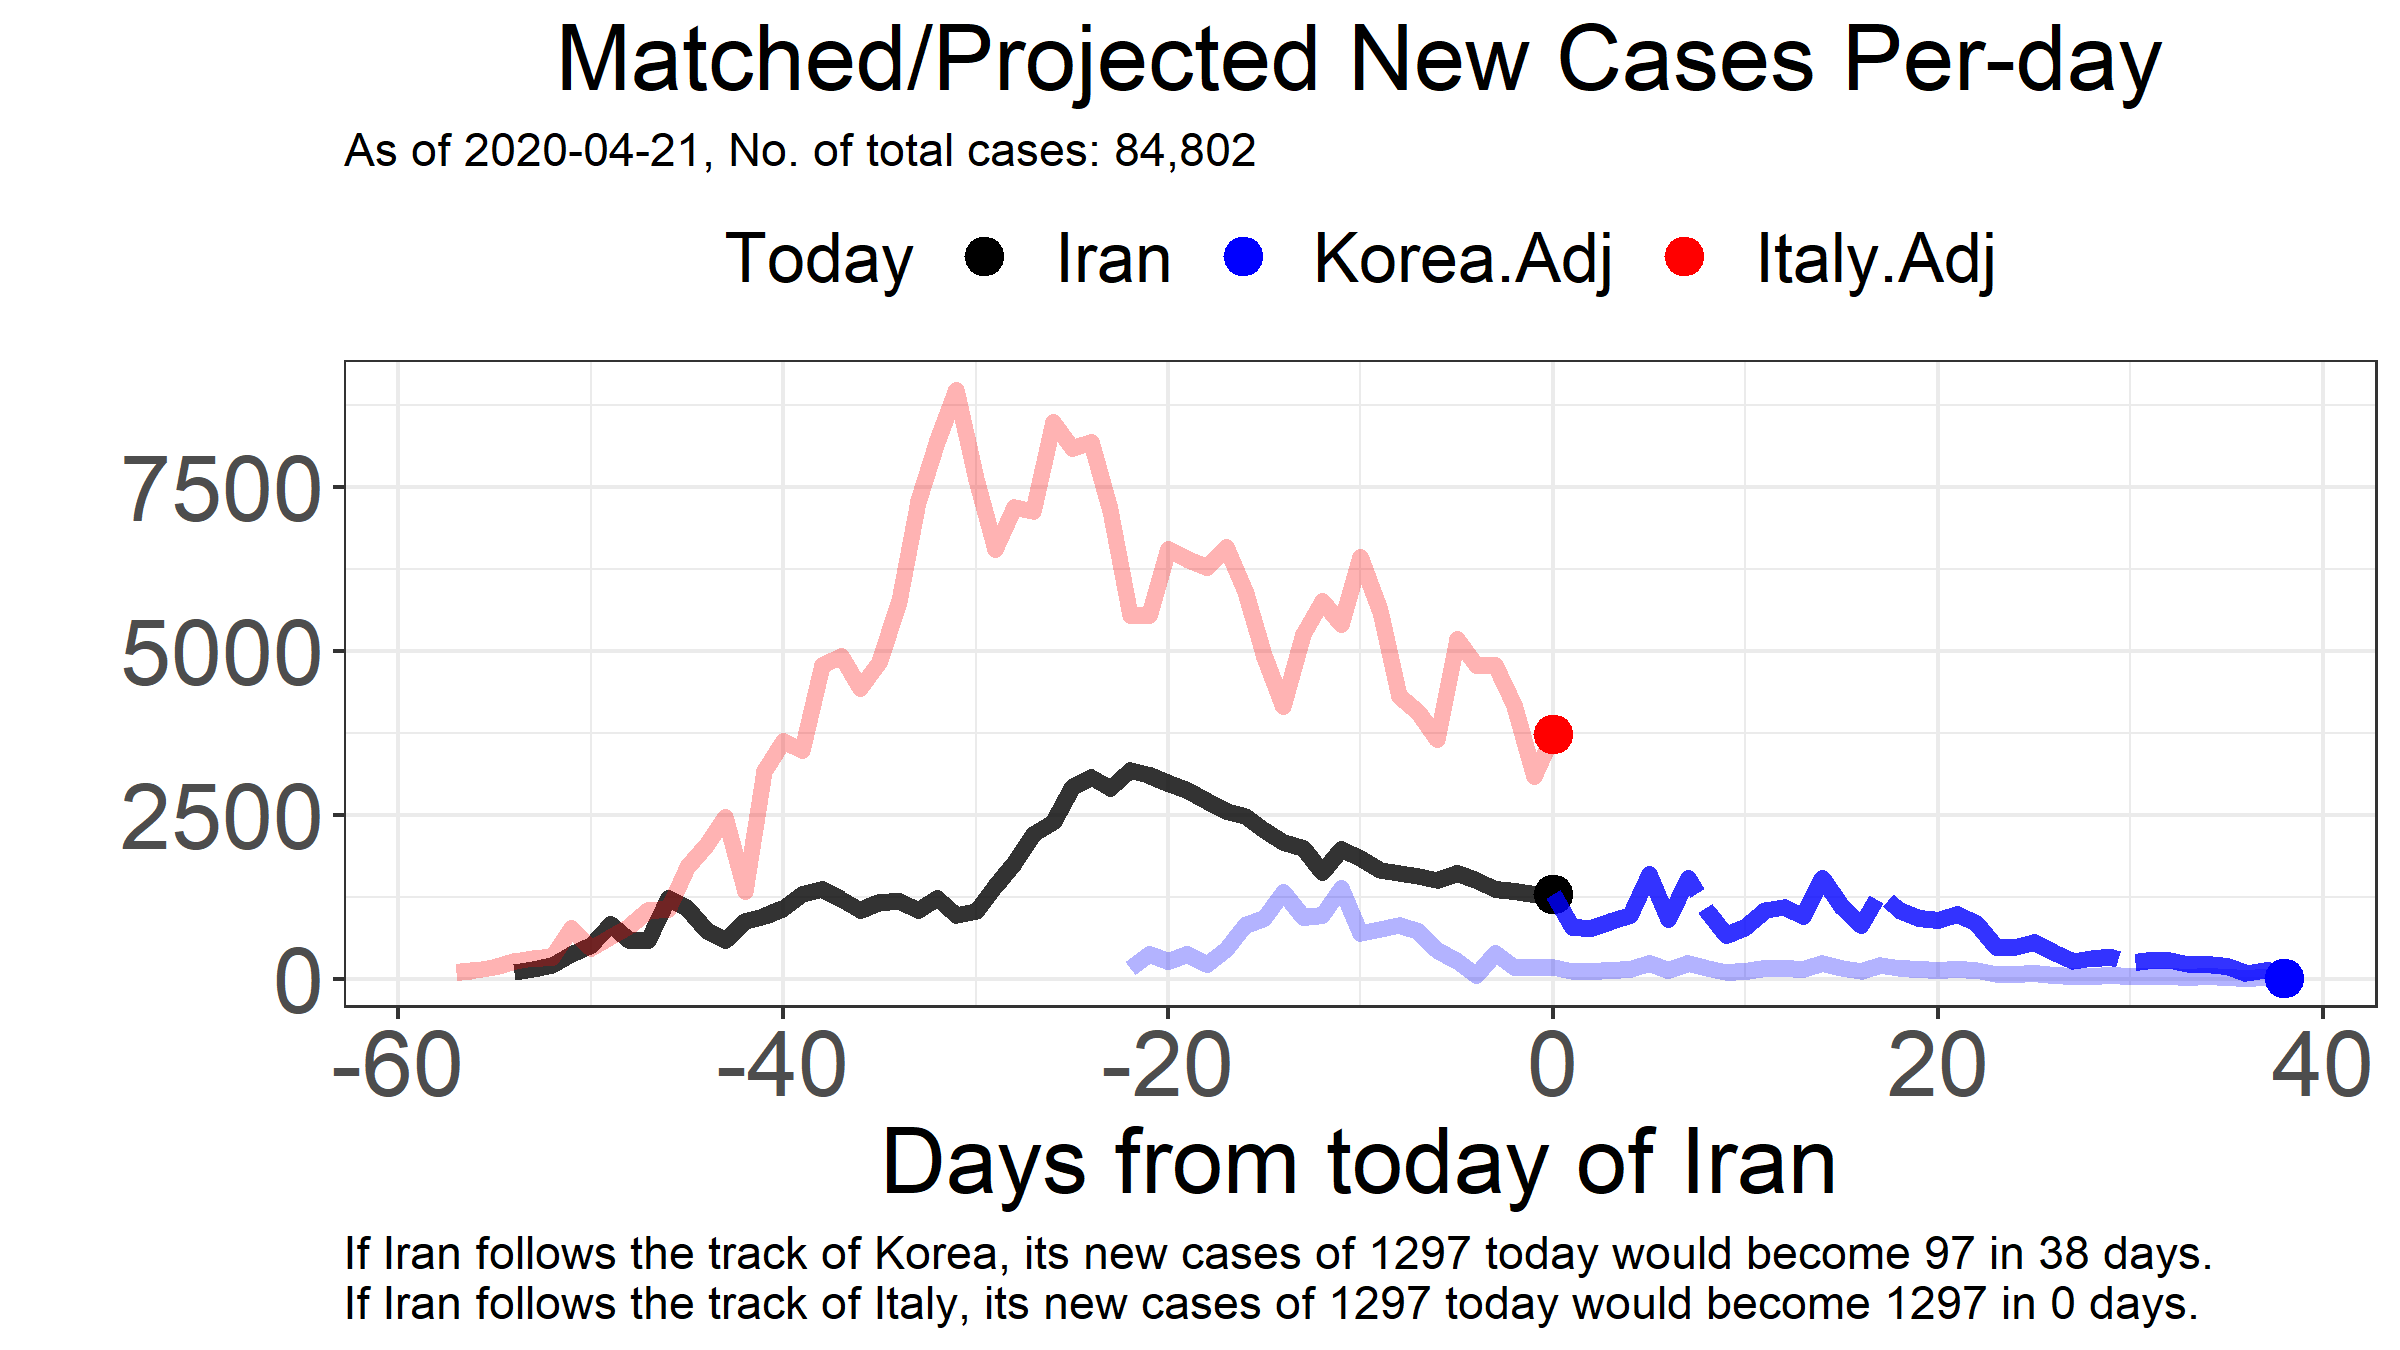 Matched/Projected New Cases Per-day
As of 2020-04-21, No. of total cases: 84,802
Today Iran Korea.Adj Italy.Adj
7500
5000
2500
0
-60 -40 -20 0 20 40
Days from today of Iran
If Iran follows the track of Korea, its new cases of 1297 today would become 97 in 38 days.
If Iran follows the track of Italy, its new cases of 1297 today would become 1297 in 0 days.